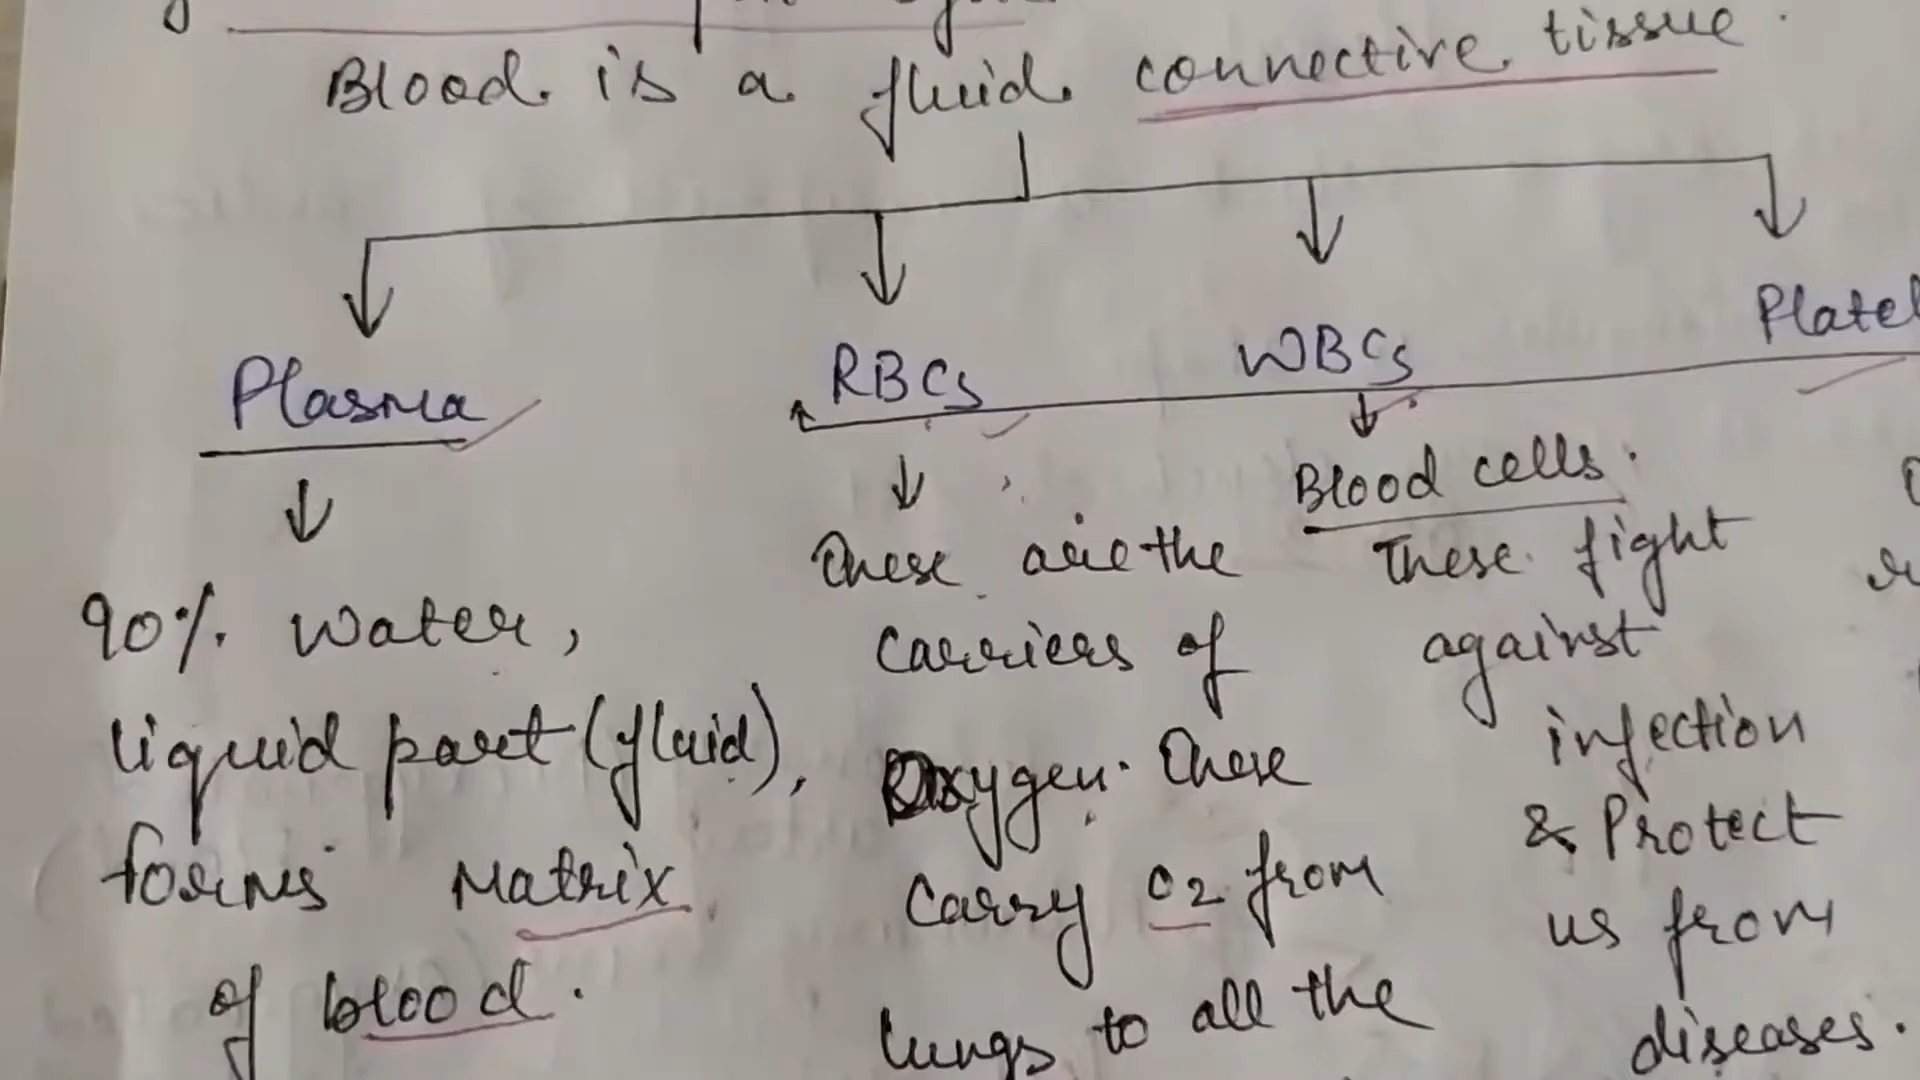 Blood is a fluid connective tissue.
Plasma
90% water,
liquid part (fluid),
forms Matrix
of blood.
RBCs
These are the
carriers of
Oxygen. These
carry O2 from
lungs to all the
WBCs
Blood cells.
These fight
against
infection
& Protect
us from
diseases.
Platel